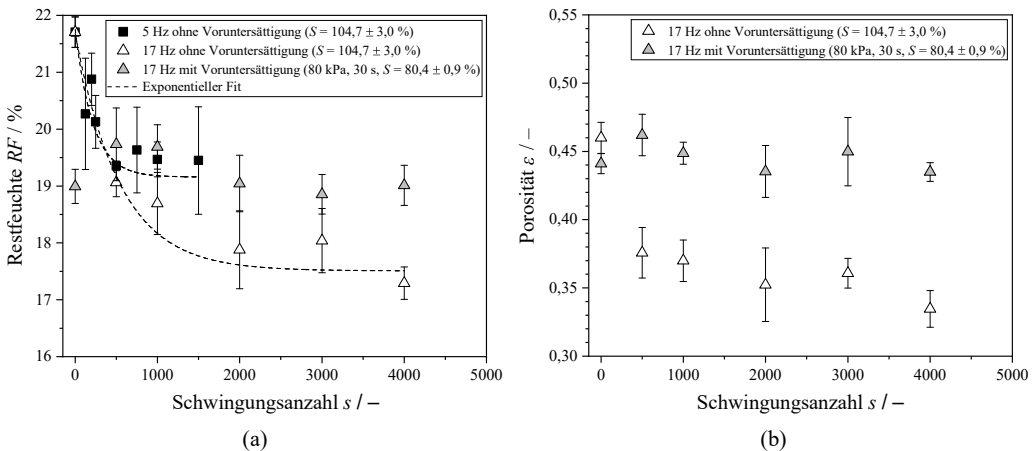 22
21
20
19
18
17
16
Restfeuchte RF / %
5 Hz ohne Voruntersättigung (S = 104,7 ± 3,0 %)
17 Hz ohne Voruntersättigung (S = 104,7 ± 3,0 %)
17 Hz mit Voruntersättigung (80 kPa, 30 s, S = 80,4 ± 0,9 %)
Exponentieller Fit
0 1000 2000 3000 4000 5000
Schwingungsanzahl s / –
(a)
0,55
0,50
0,45
0,40
0,35
0,30
Porosität ε / –
17 Hz ohne Voruntersättigung (S = 104,7 ± 3,0 %)
17 Hz mit Voruntersättigung (80 kPa, 30 s, S = 80,4 ± 0,9 %)
0 1000 2000 3000 4000 5000
Schwingungsanzahl s / –
(b)